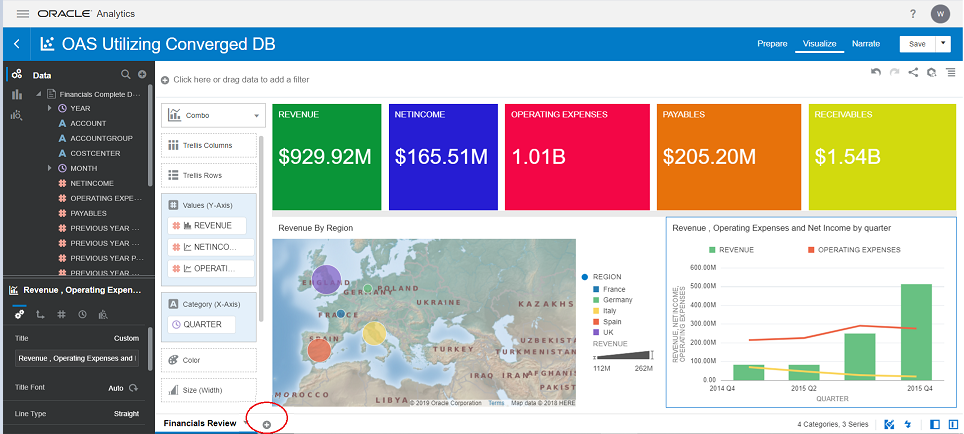 ORACLE Analytics
?
W
OAS Utilizing Converged DB
Prepare
Visualize
Narrate
Save
Data
Financials Complete D...
YEAR
A ACCOUNT
A ACCOUNTGROUP
A COSTCENTER
MONTH
# NETINCOME
# OPERATING EXPE...
# PAYABLES
# PREVIOUS YEAR ...
# PREVIOUS YEAR ...
# PREVIOUS YEAR P...
# PREVIOUS YEAR ...
Revenue , Operating Expen...
#
Title
Custom
Revenue , Operating Expenses and
Title Font
Auto
Line Type
Straight
Click here or drag data to add a filter
Combo
Trellis Columns
Trellis Rows
# Values (Y-Axis)
# REVENUE
# NETINCO...
# OPERATI...
A Category (X-Axis)
QUARTER
Color
Size (Width)
REVENUE
$929.92M
NETINCOME
$165.51M
OPERATING EXPENSES
1.01B
PAYABLES
$205.20M
RECEIVABLES
$1.54B
Revenue By Region
ENGLAND
POLAND
GERMANY
UKRAINE
KAZAKHS
FRANCE
SPAIN
ITALY
UZBEKISTA
TURKEY
TURKMENISTAN
IRAQ
IRAN
AFGHANIS
PAKIST
MOROCCO
LIBYA
© 2019 Oracle Corporation Terms Map data © 2018 HERE
REGION
France
Germany
Italy
Spain
UK
REVENUE
112M
262M
Revenue , Operating Expenses and Net Income by quarter
REVENUE
OPERATING EXPENSES
REVENUE, NETINCOME,
OPERATING EXPENSES
600.00M
500.00M
400.00M
300.00M
200.00M
100.00M
0.00
2014 Q4
2015 Q2
2015 Q4
QUARTER
Financials Review
4 Categories, 3 Series